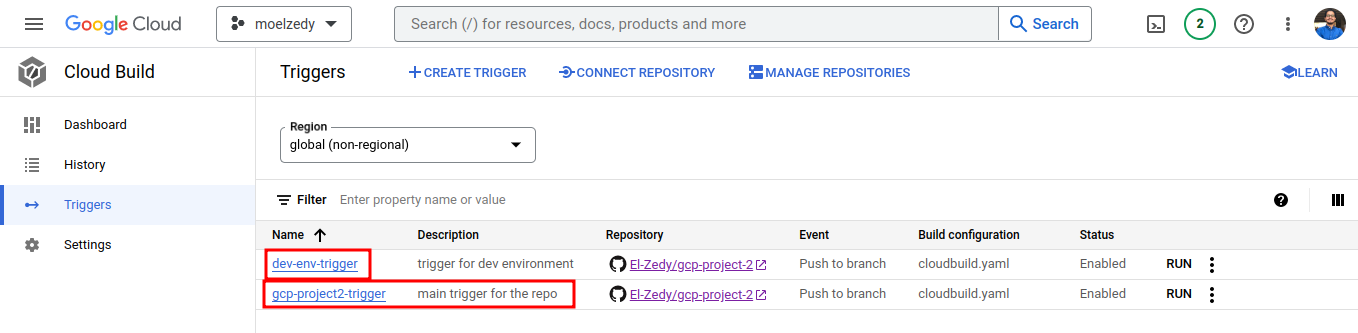 Google Cloud
moelzedy
Search (/) for resources, docs, products and more
Search
2
Cloud Build
Triggers
CREATE TRIGGER
CONNECT REPOSITORY
MANAGE REPOSITORIES
LEARN
Dashboard
History
Triggers
Settings
Region
global (non-regional)
Filter Enter property name or value
Name Description Repository Event Build configuration Status
dev-env-trigger trigger for dev environment El-Zedy/gcp-project-2 Push to branch cloudbuild.yaml Enabled RUN
gcp-project2-trigger main trigger for the repo El-Zedy/gcp-project-2 Push to branch cloudbuild.yaml Enabled RUN